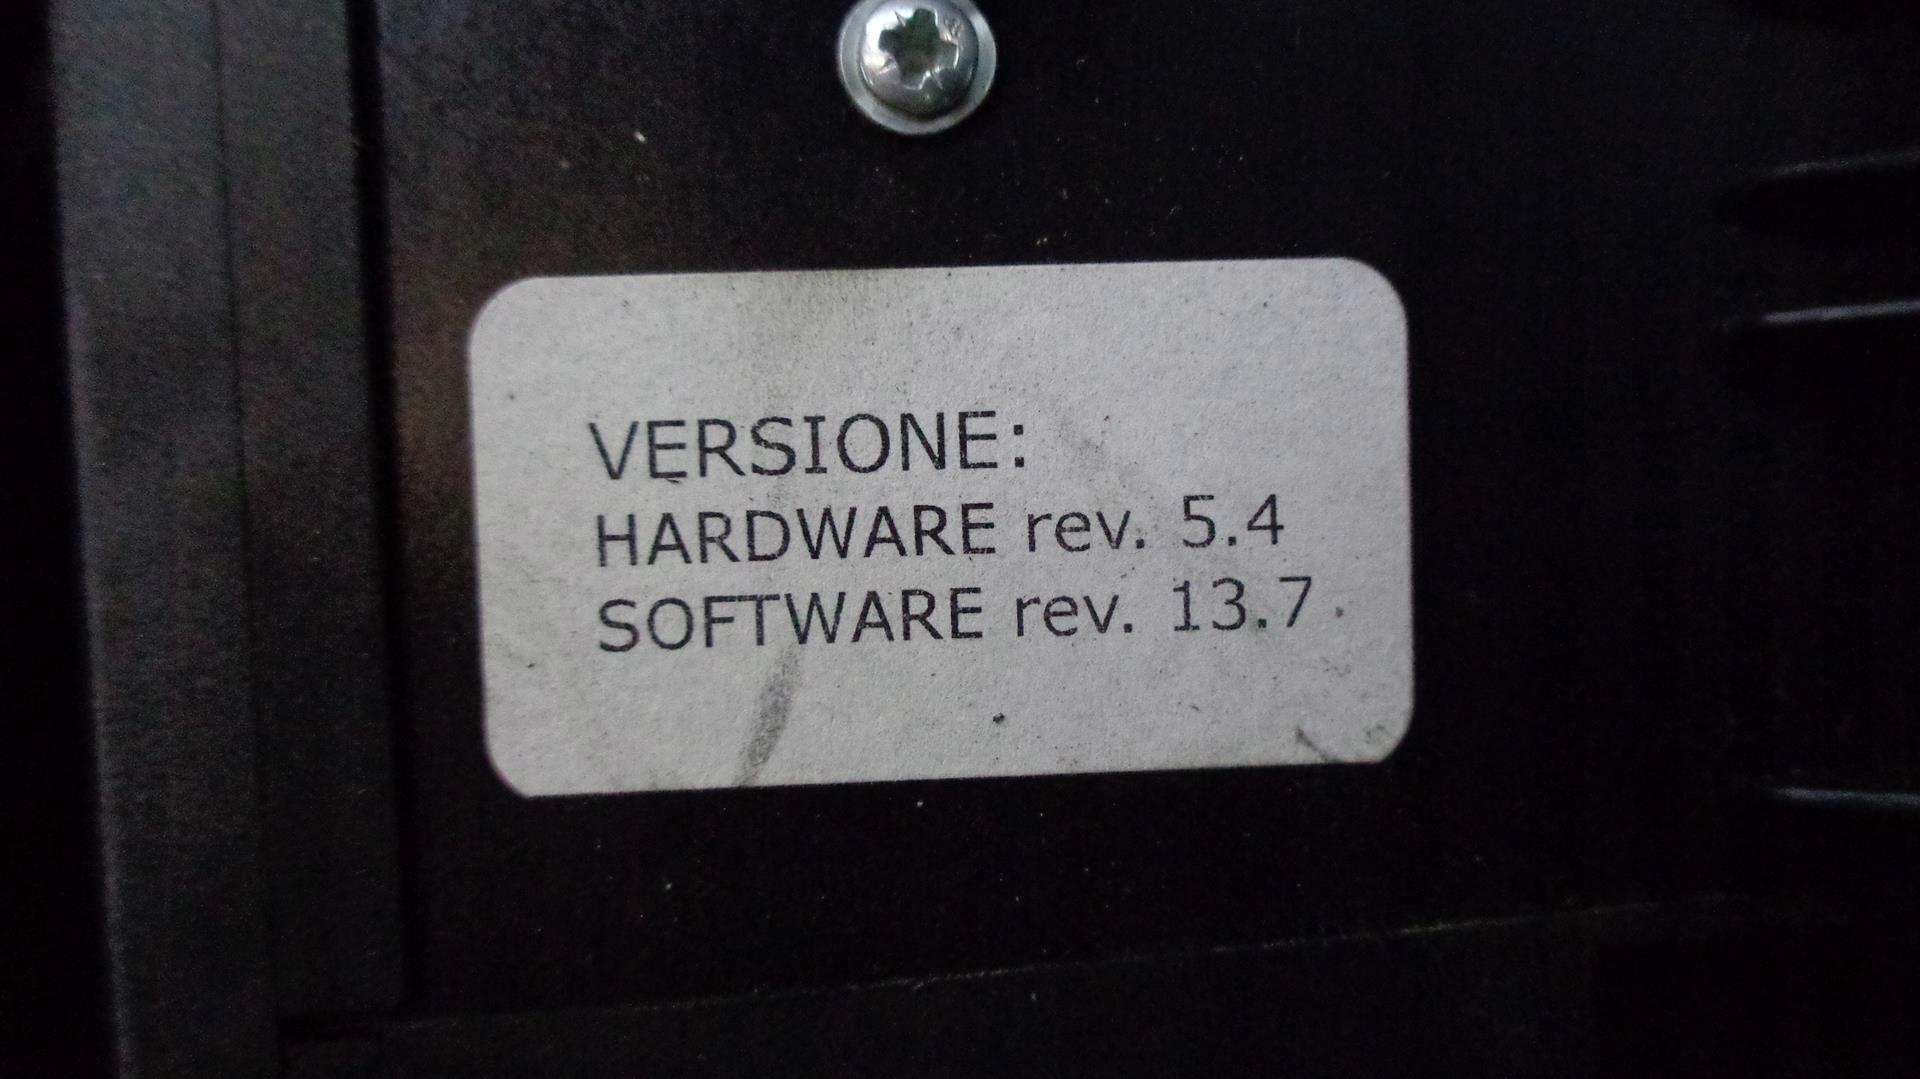 VERSIONE:
HARDWARE rev. 5.4
SOFTWARE rev. 13.7